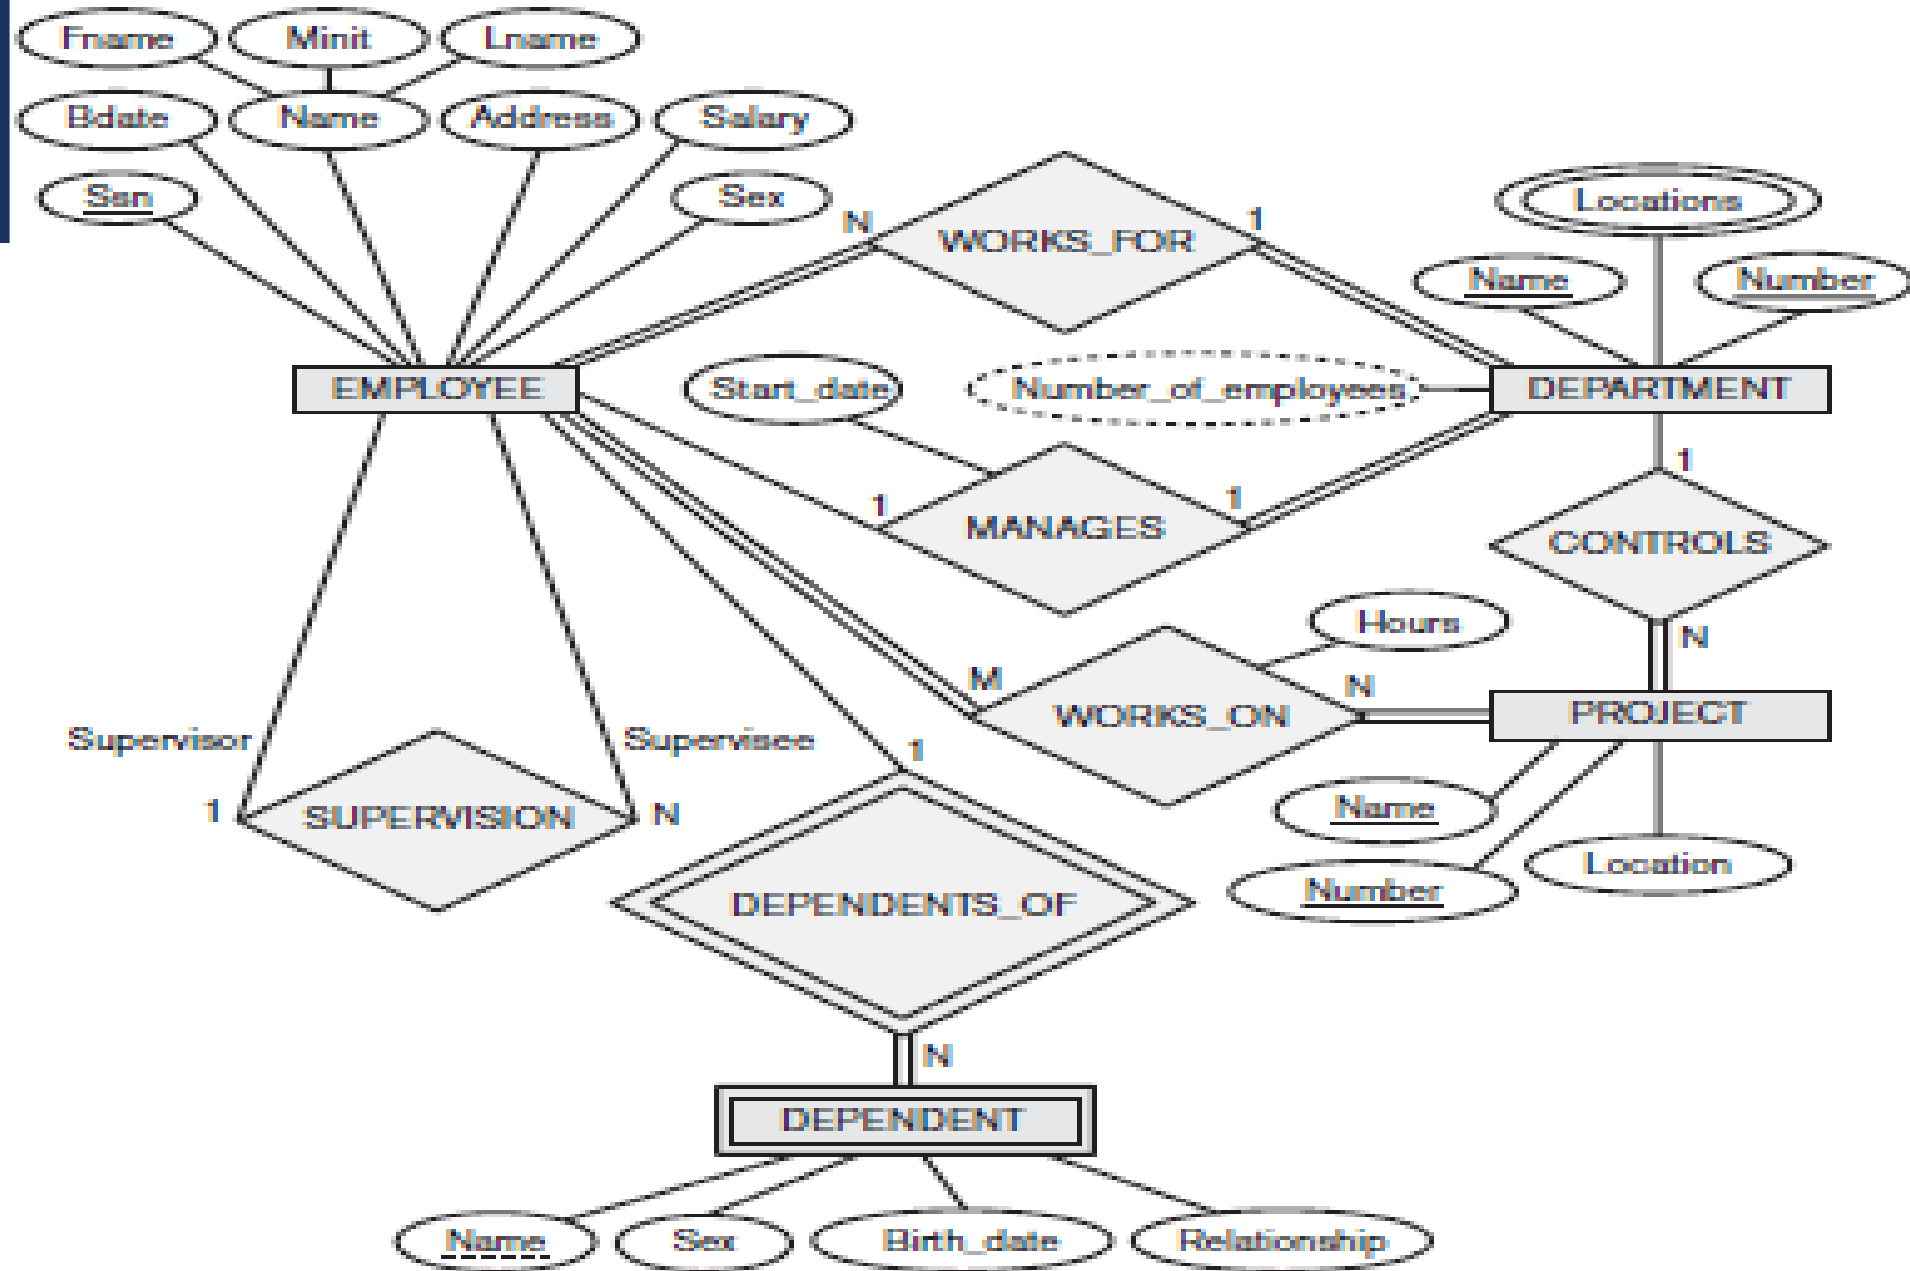 Fname Minit Lname
Bdate Name Address Salary
Ssn Sex
N WORKS_FOR 1
Locations
Name Number
EMPLOYEE
Start_date
Number_of_employees
DEPARTMENT
1 MANAGES 1
1
CONTROLS
N
Hours
M WORKS_ON N
PROJECT
Supervisor Supervisee
1 SUPERVISION N
1
Name
Number
Location
DEPENDENTS_OF
N
DEPENDENT
Name Sex Birth_date Relationship